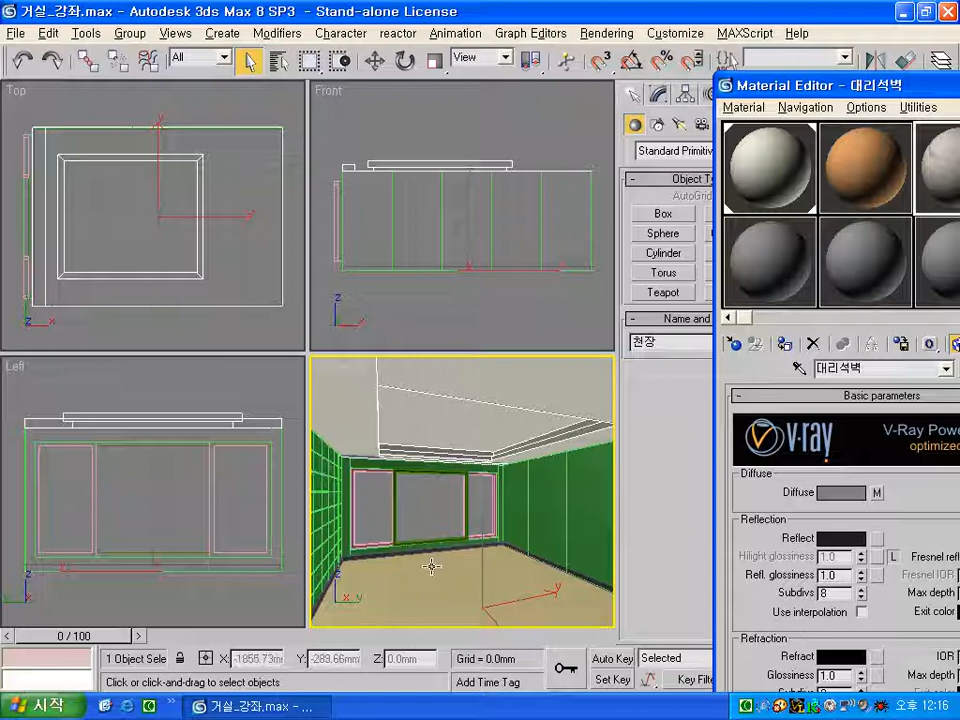 거실_강좌.max - Autodesk 3ds Max 8 SP3 - Stand-alone License
File Edit Tools Group Views Create Modifiers Character reactor Animation Graph Editors Rendering Customize MAXScript Help
All
View
Material Editor - 대리석벽
Material Navigation Options Utilities
Top
Front
Left
Standard Primitiv
- Object Ty
AutoGrid
Box
Sphere
Cylinder
Torus
Teapot
- Name and
천장
대리석벽
- Basic parameters
v-ray
V-Ray Pow
optimized
Diffuse
Diffuse M
Reflection
Reflect
Hilight glossiness 1.0 L Fresnel refl
Refl. glossiness 1.0 Fresnel IOR
Subdivs 8 Max depth
Use interpolation Exit color
Refraction
Refract IOR
Glossiness 1.0 Max depth
0 / 100
1 Object Sele X: -1855.73m Y: -289.66mm Z: 0.0mm Grid = 0.0mm Auto Key Selected
Click or click-and-drag to select objects Add Time Tag Set Key Key Filt
시작 거실_강좌.max - ... 오후 12:16